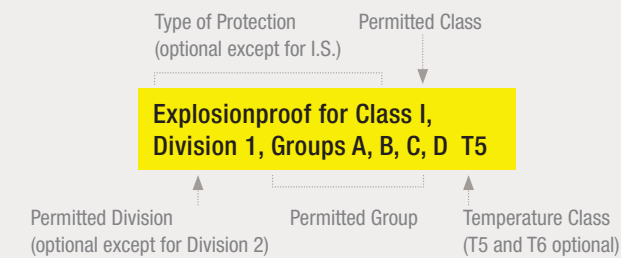 Type of Protection
(optional except for I.S.)
Permitted Class
Explosionproof for Class I,
Division 1, Groups A, B, C, D T5
Permitted Division
(optional except for Division 2)
Permitted Group
Temperature Class
(T5 and T6 optional)